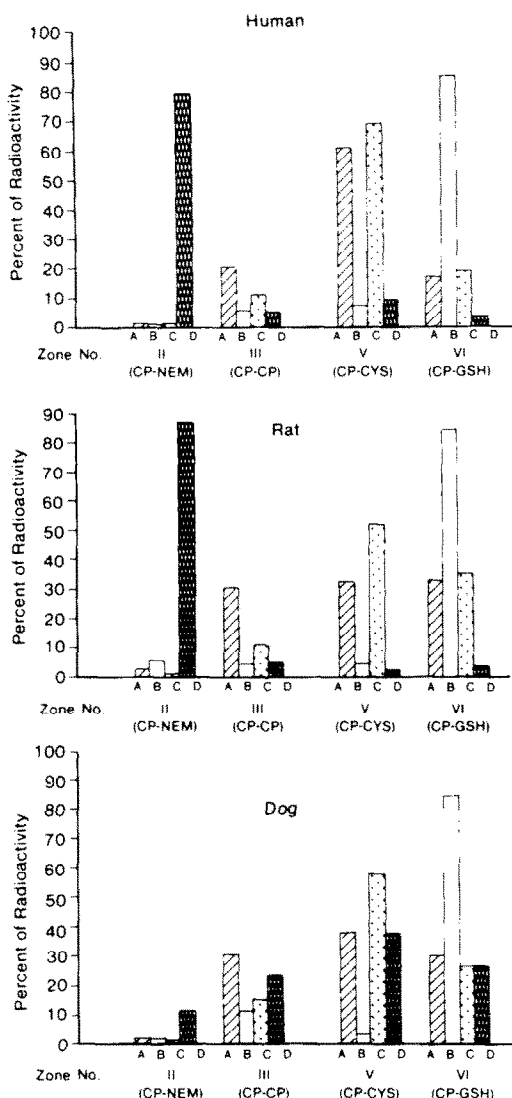 Human
Percent of Radioactivity
100
90
80
70
60
50
40
30
20
10
0
A B C D A B C D A B C D A B C D
Zone No. II III V VI
(CP-NEM) (CP-CP) (CP-CYS) (CP-GSH)
Rat
Percent of Radioactivity
90
80
70
60
50
40
30
20
10
0
A B C D A B C D A B C D A B C D
Zone No. II III V VI
(CP-NEM) (CP-CP) (CP-CYS) (CP-GSH)
Dog
Percent of Radioactivity
100
90
80
70
60
50
40
30
20
10
0
A B C D A B C D A B C D A B C D
Zone No. II III V VI
(CP-NEM) (CP-CP) (CP-CYS) (CP-GSH)